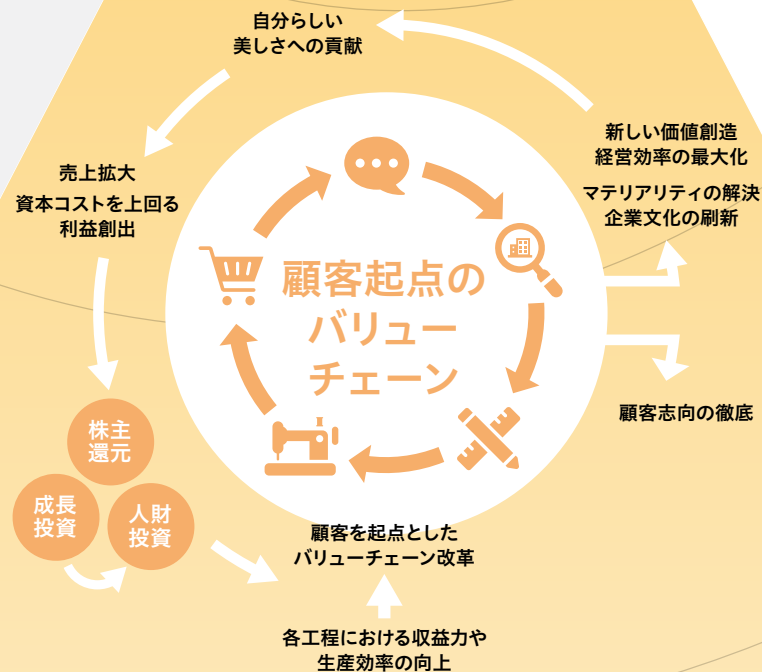 自分らしい
美しさへの貢献
新しい価値創造
経営効率の最大化
マテリアリティの解決
企業文化の刷新
売上拡大
資本コストを上回る
利益創出
顧客起点の
バリュー
チェーン
顧客志向の徹底
株主
還元
成長
投資
人財
投資
顧客を起点とした
バリューチェーン改革
各工程における収益力や
生産効率の向上